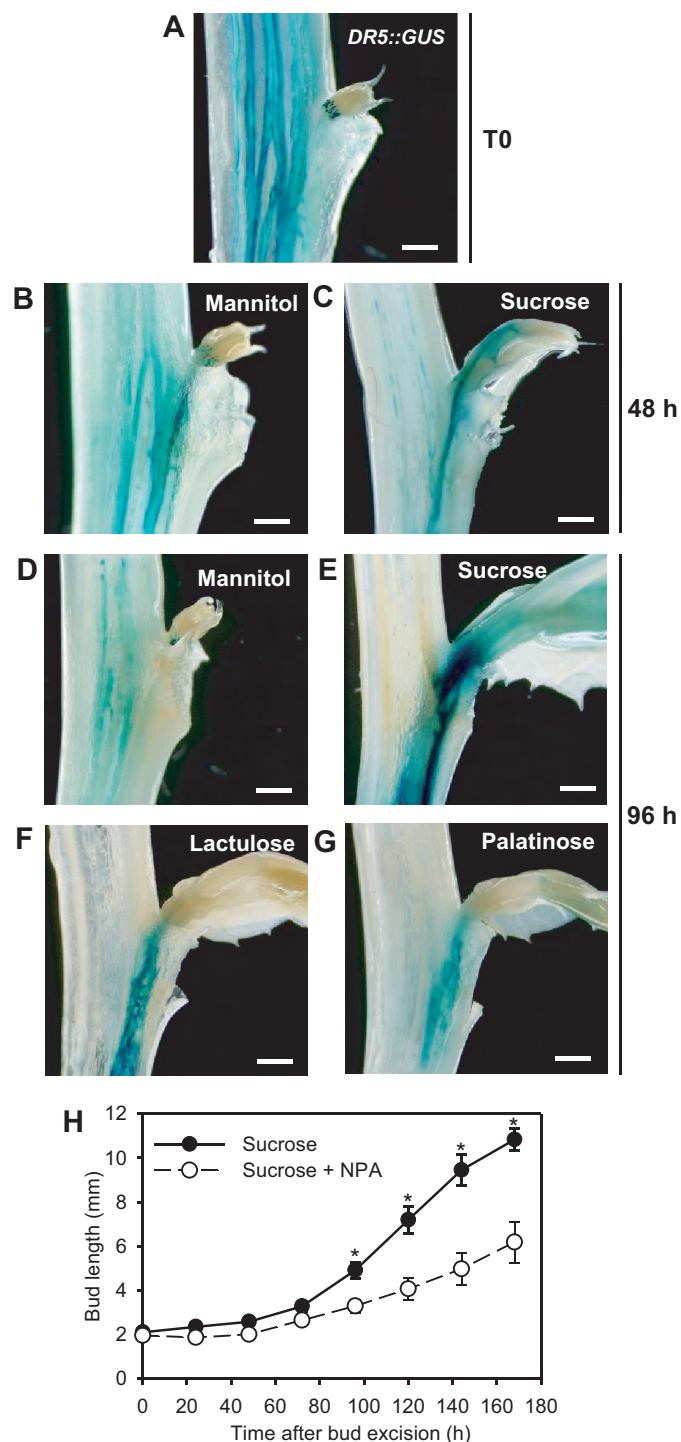 A
DR5::GUS
T0
B
Mannitol
C
Sucrose
48 h
D
Mannitol
E
Sucrose
F
Lactulose
G
Palatinose
96 h
H
12
10
8
6
4
2
0
Bud length (mm)
Sucrose
Sucrose + NPA
*
*
*
*
0 20 40 60 80 100 120 140 160 180
Time after bud excision (h)